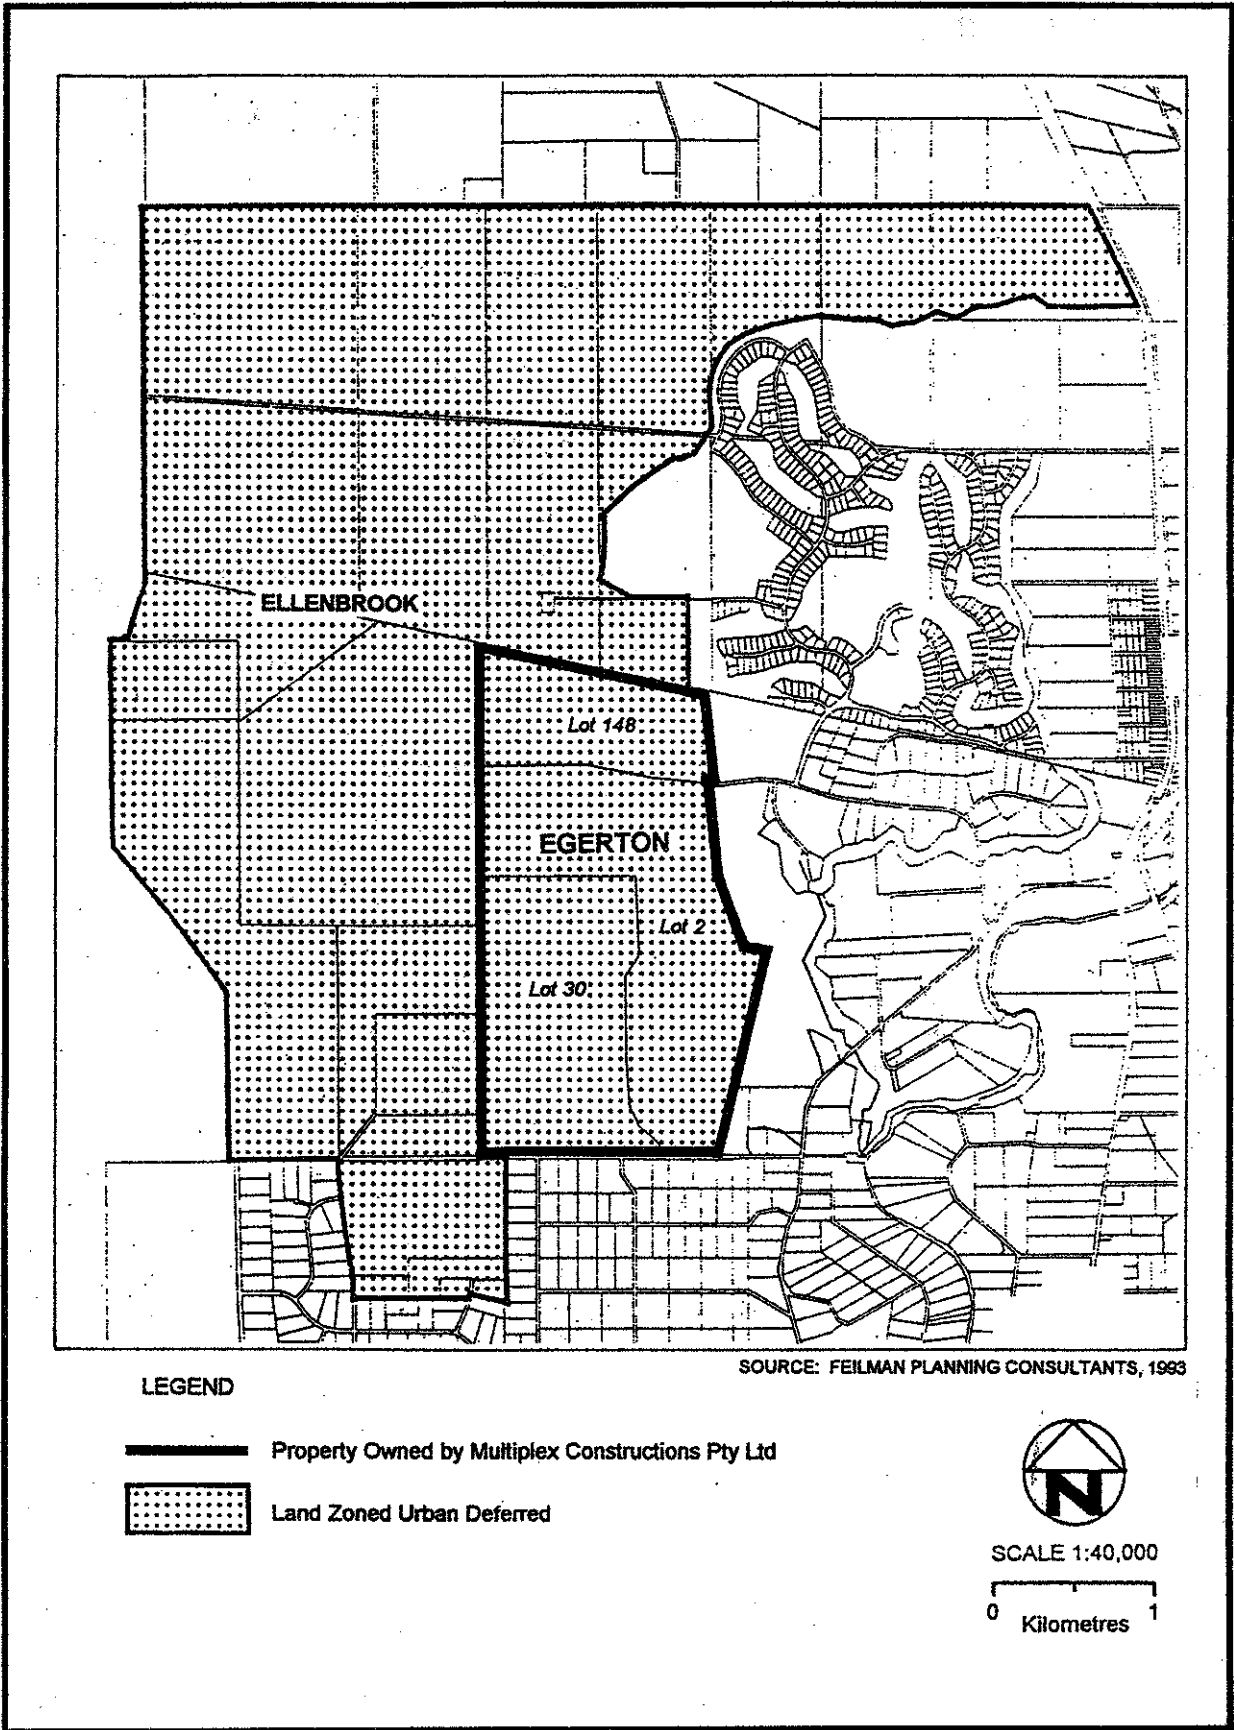 ELLENBROOK
Lot 148
EGERTON
Lot 2
Lot 30
SOURCE: FEILMAN PLANNING CONSULTANTS, 1993
LEGEND
Property Owned by Multiplex Constructions Pty Ltd
Land Zoned Urban Deferred
N
SCALE 1:40,000
0 1
Kilometres